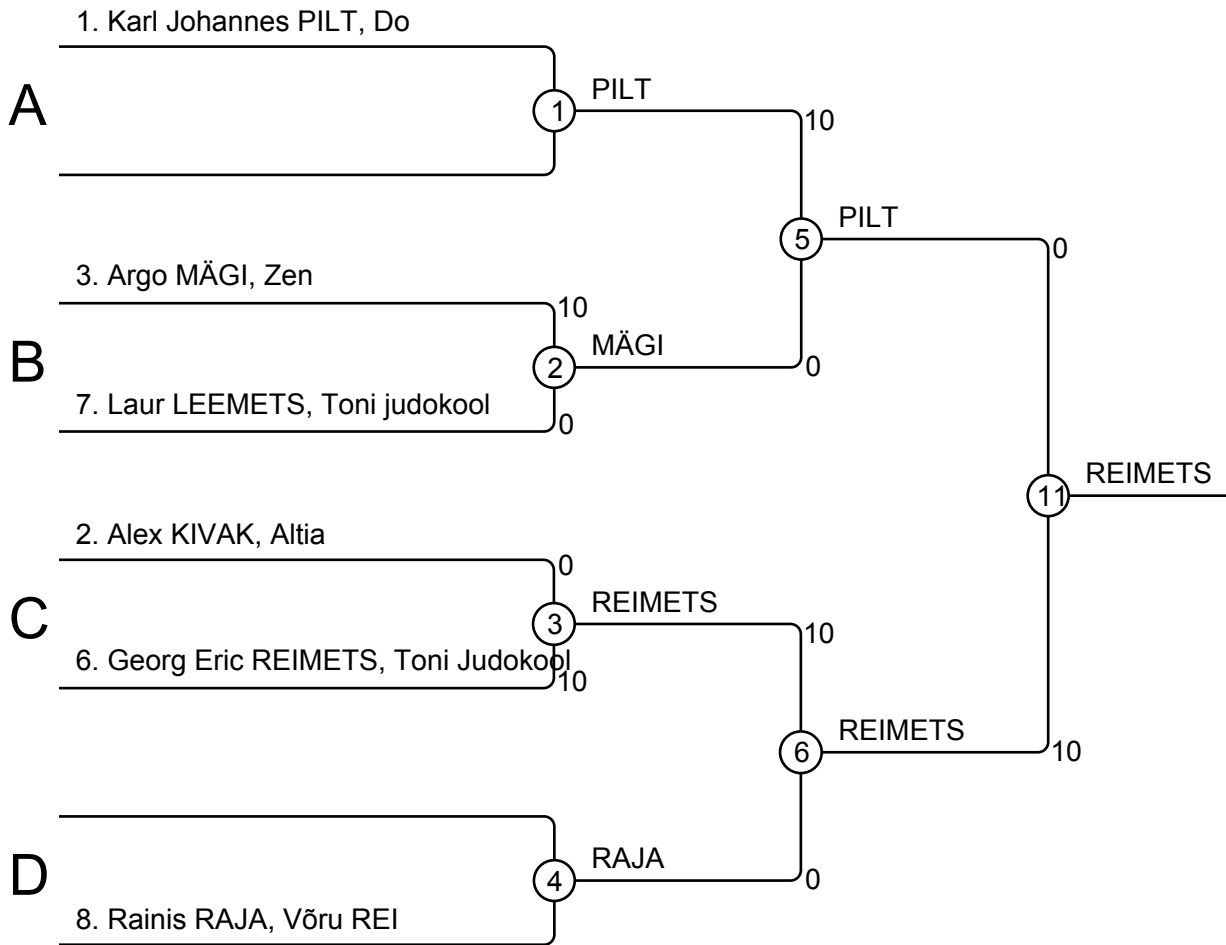 1. Karl Johannes PILT, Do
A
1
PILT
10
5
PILT
0
3. Argo MÄGI, Zen
10
B
2
MÄGI
0
7. Laur LEEMETS, Toni judokool
0
11
REIMETS
2. Alex KIVAK, Altia
0
C
3
REIMETS
10
6. Georg Eric REIMETS, Toni Judokool
10
6
REIMETS
10
D
4
RAJA
0
8. Rainis RAJA, Võru REI